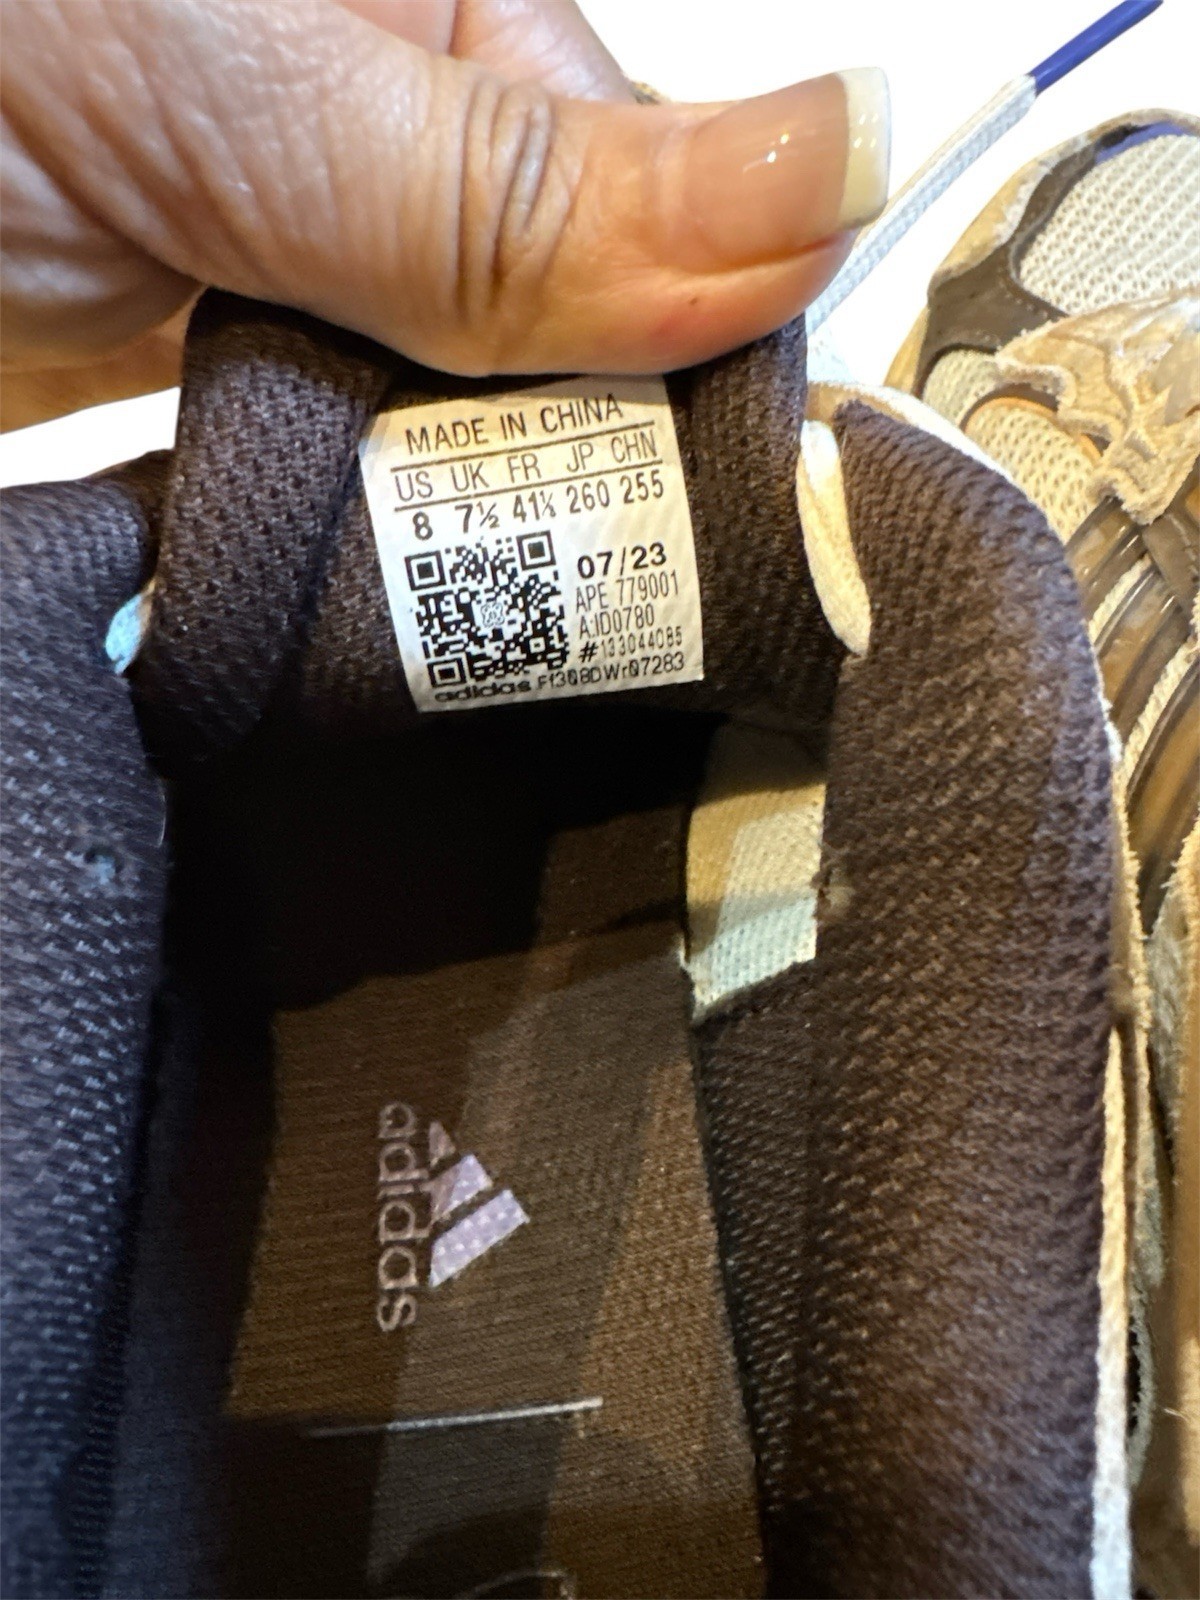 MADE IN CHINA
US UK FR JP CHN
8 7½ 41⅓ 260 255
07/23
APE 779001
A:ID0780
#133044085
adidas F1308DWr07283
adidas